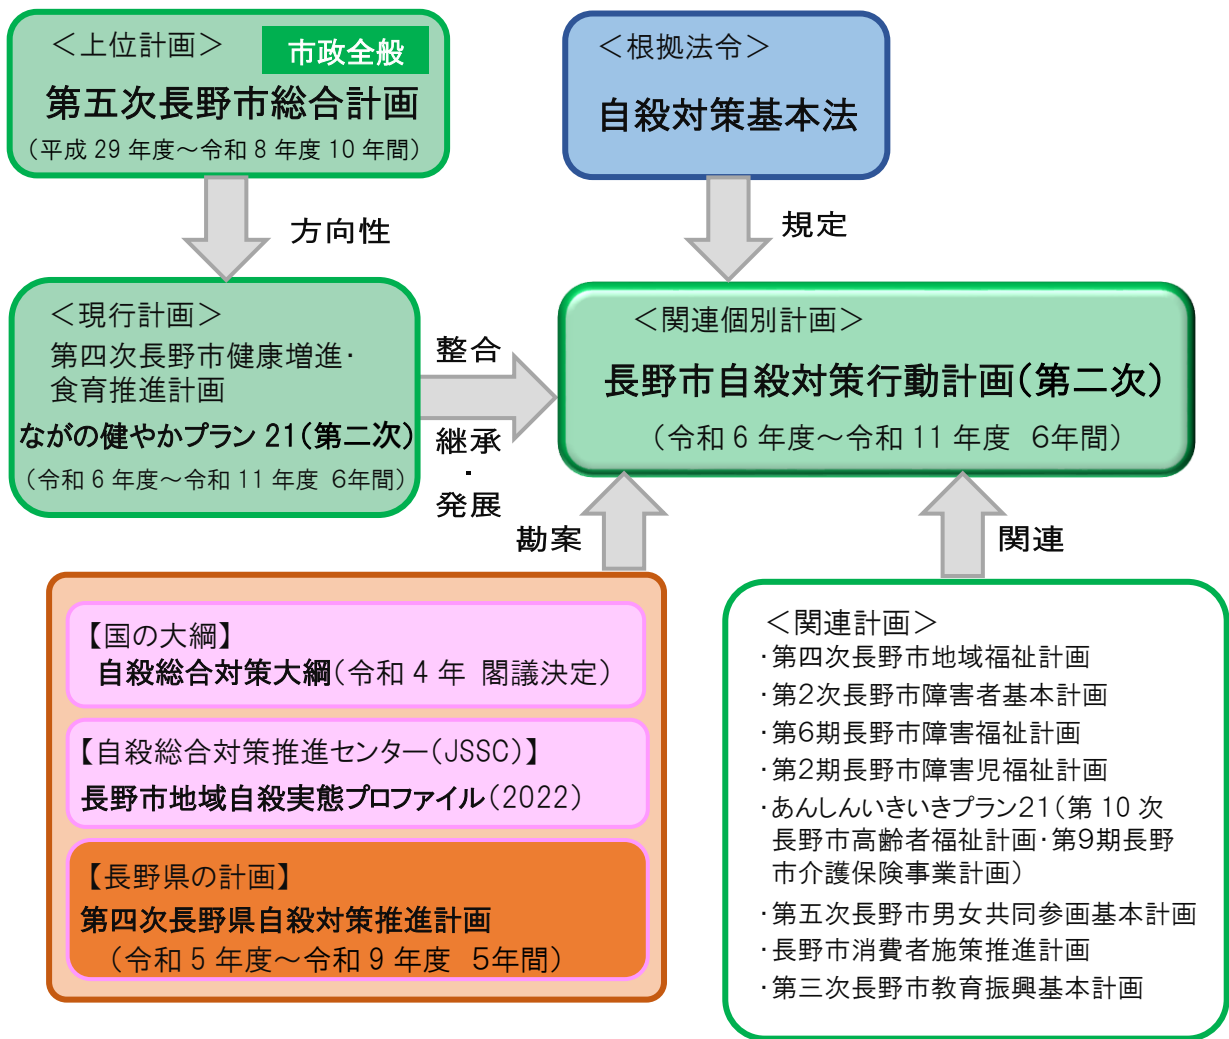 ＜上位計画＞
市政全般
第五次長野市総合計画
（平成 29 年度～令和 8 年度 10 年間）
＜根拠法令＞
自殺対策基本法
方向性
規定
＜現行計画＞
第四次長野市健康増進・
食育推進計画
ながの健やかプラン 21（第二次）
（令和 6 年度～令和 11 年度 6年間）
整合
継承
・
発展
＜関連個別計画＞
長野市自殺対策行動計画（第二次）
（令和 6 年度～令和 11 年度 6年間）
勘案
関連
【国の大綱】
自殺総合対策大綱（令和 4 年 閣議決定）
【自殺総合対策推進センター（JSSC）】
長野市地域自殺実態プロファイル（2022）
【長野県の計画】
第四次長野県自殺対策推進計画
（令和 5 年度～令和 9 年度 5年間）
＜関連計画＞
・第四次長野市地域福祉計画
・第2次長野市障害者基本計画
・第6期長野市障害福祉計画
・第2期長野市障害児福祉計画
・あんしんいきいきプラン21（第 10 次
長野市高齢者福祉計画・第9期長野
市介護保険事業計画）
・第五次長野市男女共同参画基本計画
・長野市消費者施策推進計画
・第三次長野市教育振興基本計画